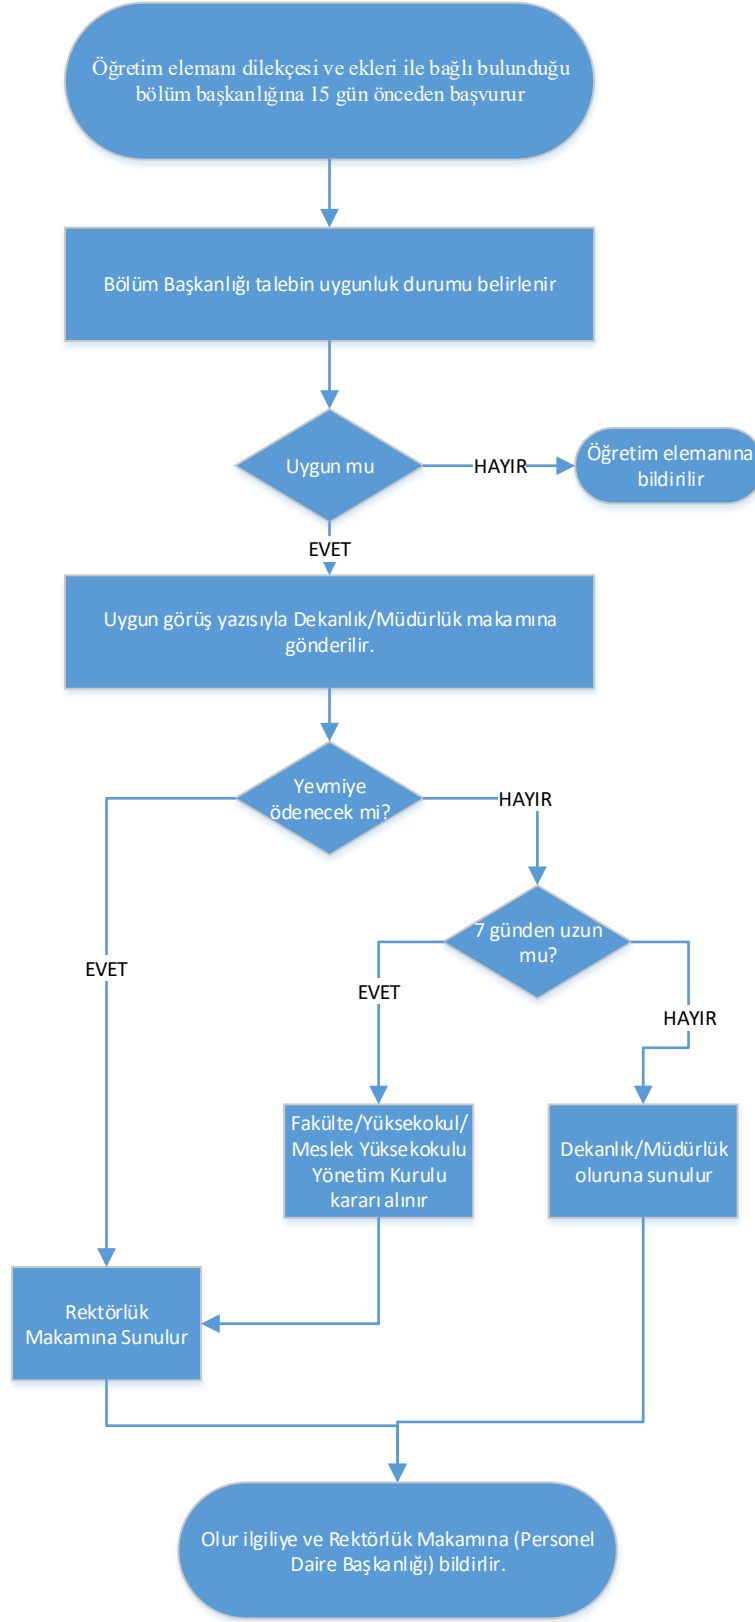 Öğretim elemanı dilekçesi ve ekleri ile bağlı bulunduğu
bölüm başkanlığına 15 gün önceden başvurur
Bölüm Başkanlığı talebin uygunluk durumu belirlenir
Uygun mu
HAYIR
Öğretim elemanına
bildirilir
EVET
Uygun görüş yazısıyla Dekanlık/Müdürlük makamına
gönderilir.
Yevmiye
ödenecek mi?
HAYIR
7 günden uzun
mu?
EVET
EVET
HAYIR
Fakülte/Yüksekokul/
Meslek Yüksekokulu
Yönetim Kurulu
kararı alınır
Dekanlık/Müdürlük
oluruna sunulur
Rektörlük
Makamına Sunulur
Olur ilgiliye ve Rektörlük Makamına (Personel
Daire Başkanlığı) bildirlir.